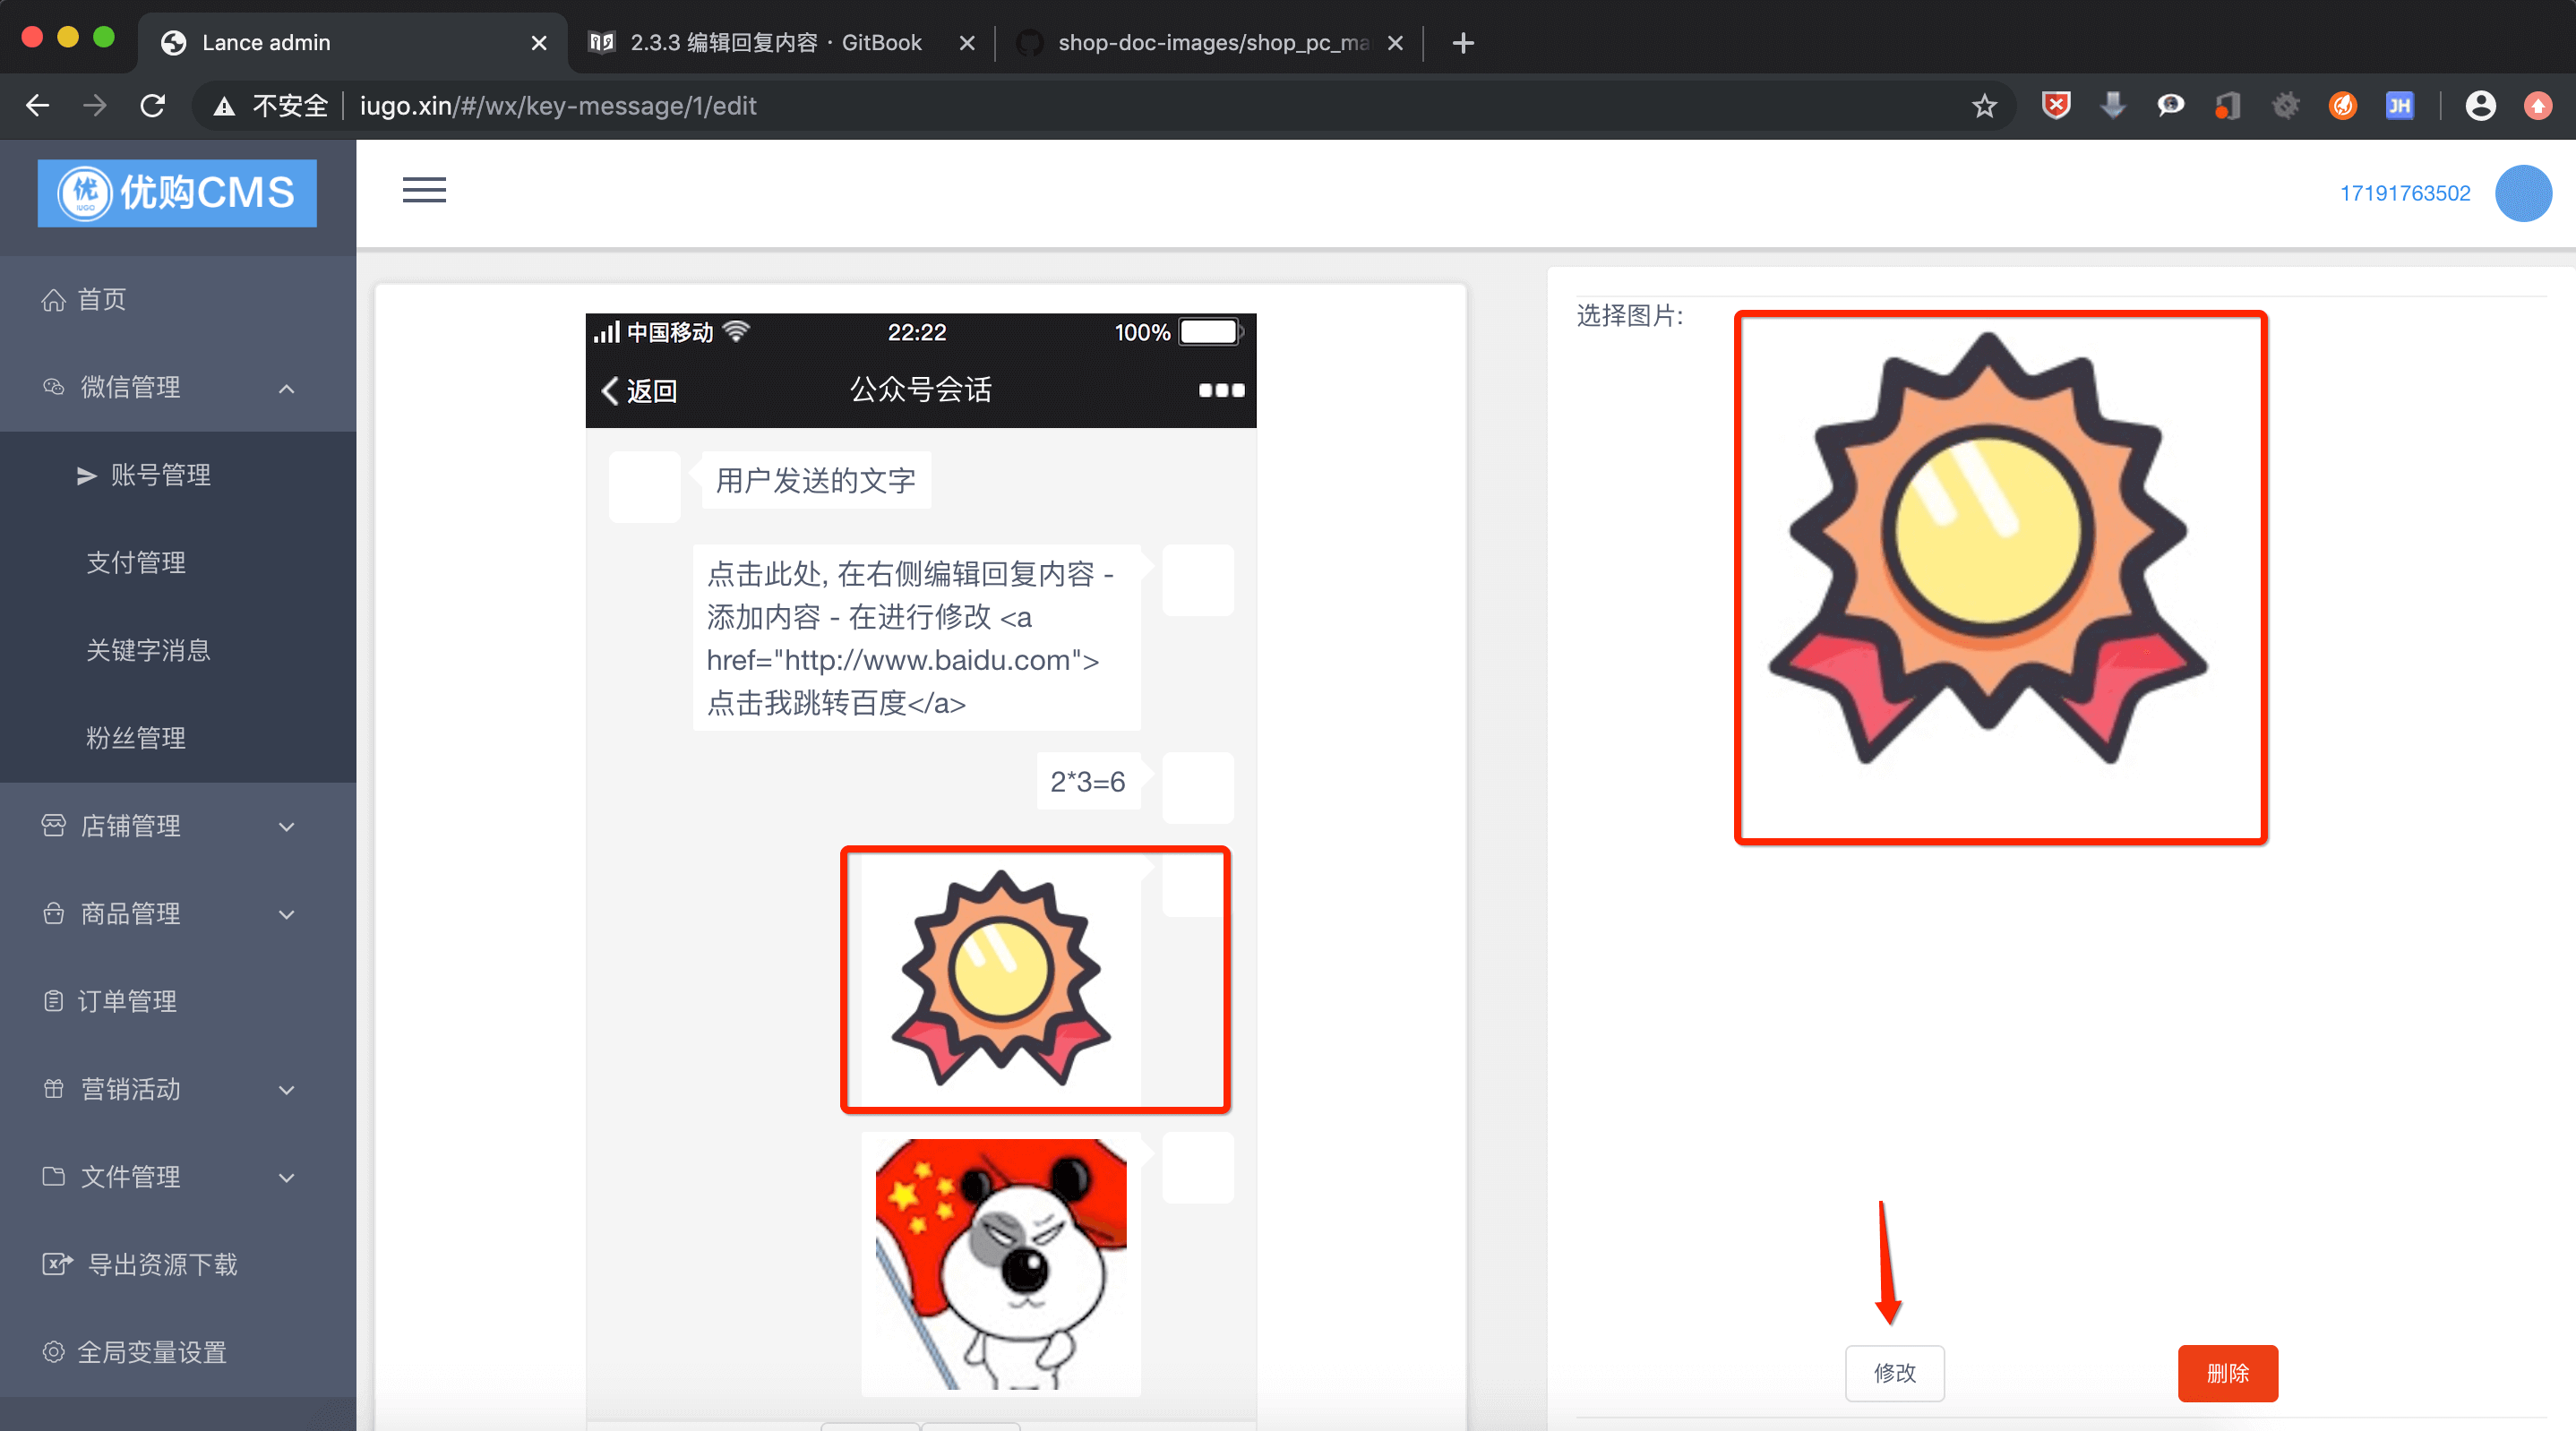 Lance admin
2.3.3 编辑回复内容 · GitBook
shop-doc-images/shop_pc_ma
不安全
iugo.xin/#/wx/key-message/1/edit
JH
优
IUGO
优购CMS
17191763502
首页
微信管理
账号管理
支付管理
关键字消息
粉丝管理
店铺管理
商品管理
订单管理
营销活动
文件管理
导出资源下载
全局变量设置
中国移动
22:22
100%
返回
公众号会话
用户发送的文字
点击此处, 在右侧编辑回复内容 -
添加内容 - 在进行修改 <a
href="http://www.baidu.com">
点击我跳转百度</a>
2*3=6
选择图片:
修改
删除